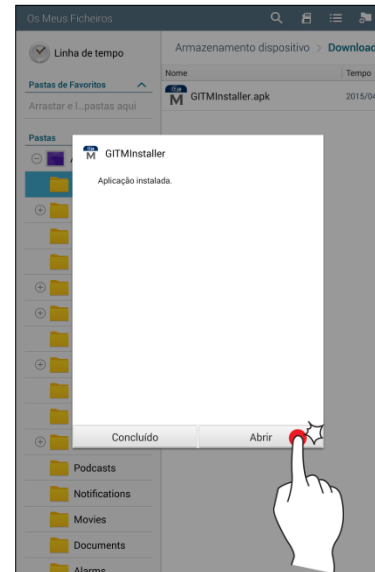 Os Meus Ficheiros
Linha de tempo
Armazenamento dispositivo > Download
Nome
Tempo
Pastas de Favoritos
GITMInstaller.apk
2015/04
Arrastar e l...pastas aqui
Pastas
GITMInstaller
Aplicação instalada.
Concluído
Abrir
Podcasts
Notifications
Movies
Documents
Alarms